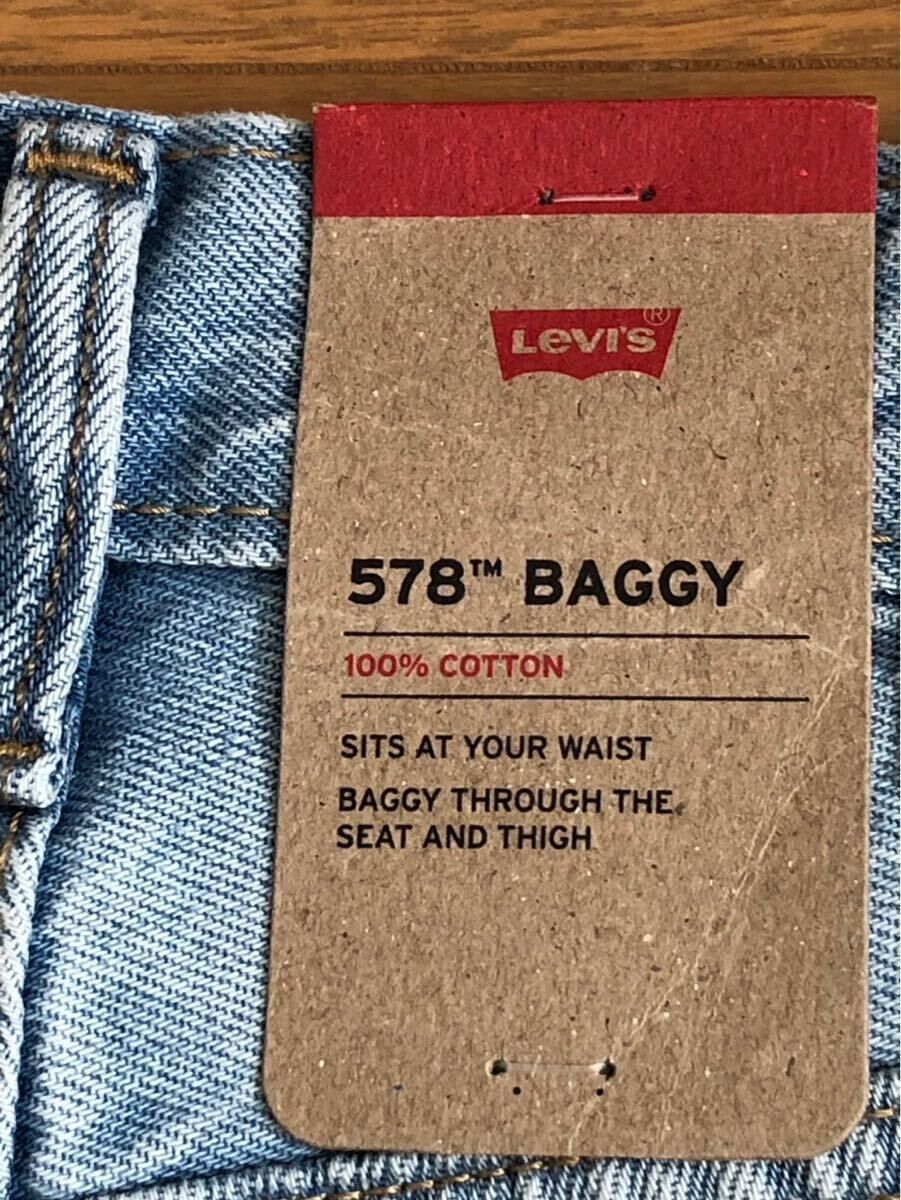 LEVI'S®
578™ BAGGY
100% COTTON
SITS AT YOUR WAIST
BAGGY THROUGH THE
SEAT AND THIGH